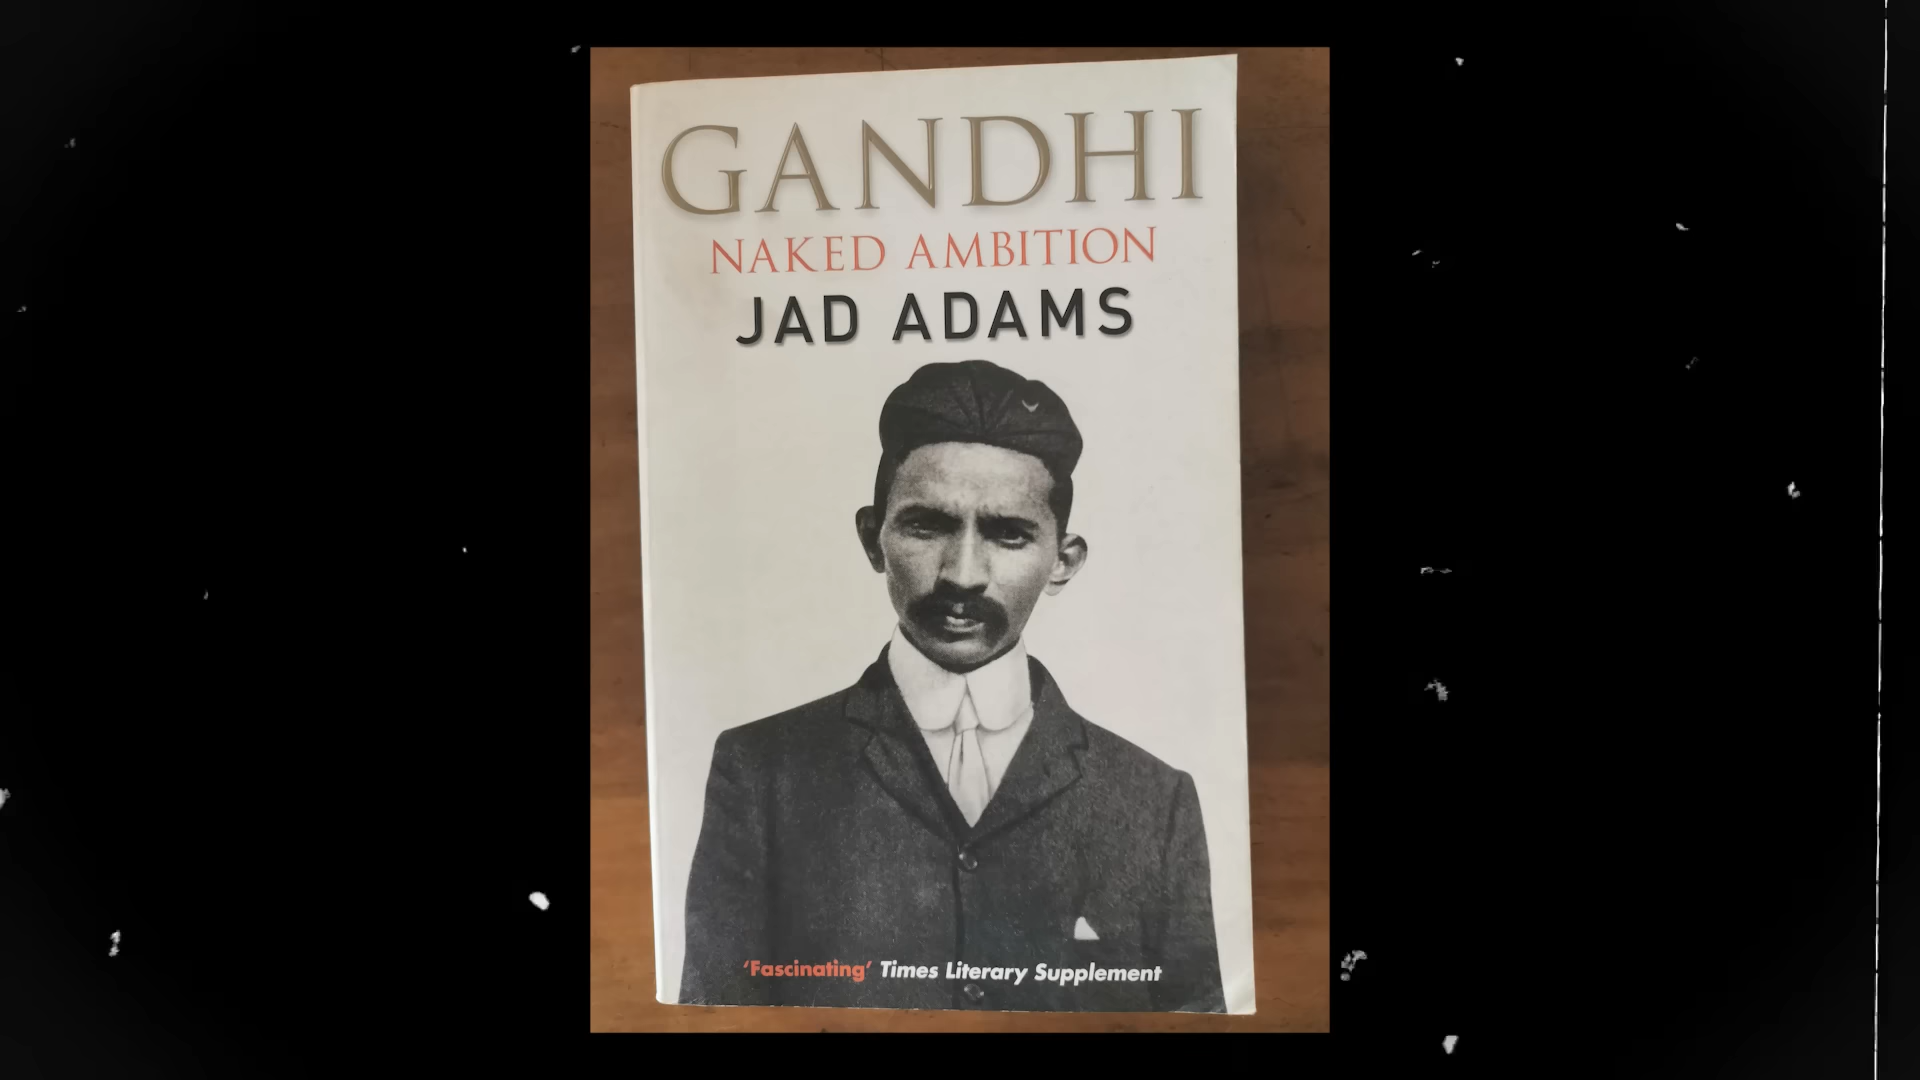 GANDHI
NAKED AMBITION
JAD ADAMS
‘Fascinating’ Times Literary Supplement